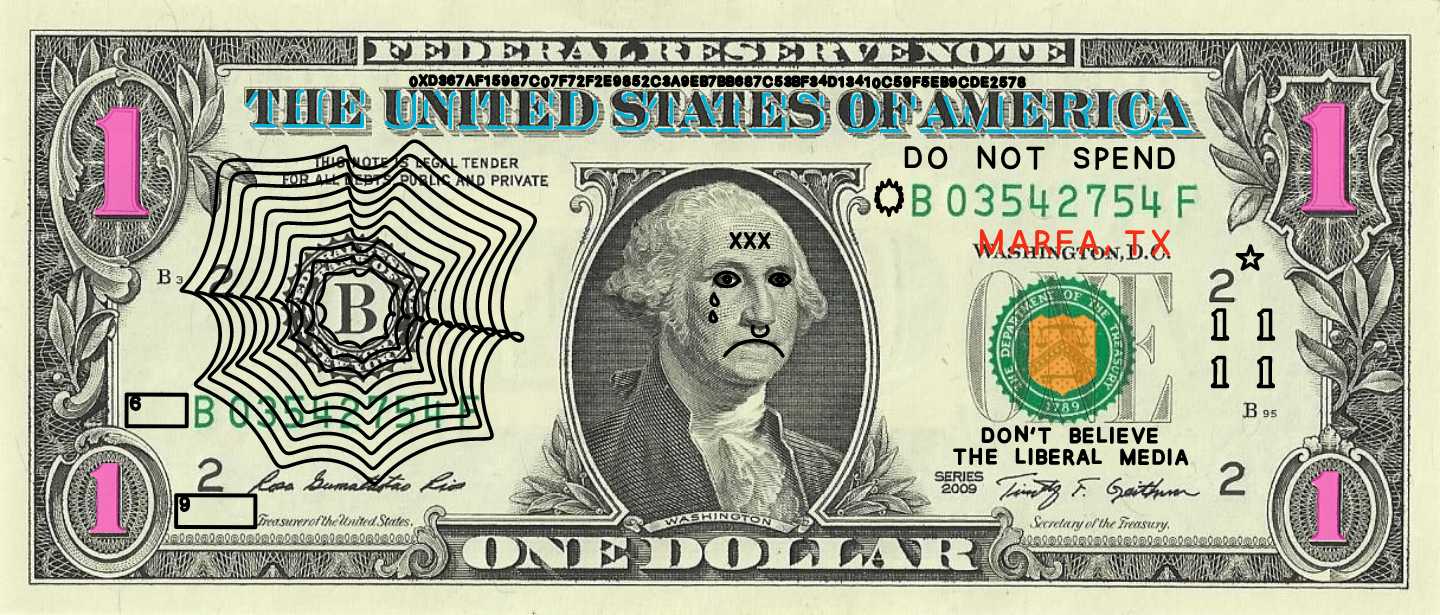 FEDERAL RESERVE NOTE
0XD367AF15987C07F72F2E9852C3A9EB7BB687C53BF34D13410C59F5EB9CDE2578
THE UNITED STATES OF AMERICA
1
1
THIS NOTE IS LEGAL TENDER
FOR ALL DEBTS, PUBLIC AND PRIVATE
DO NOT SPEND
B 03542754 F
MARFA, TX
WASHINGTON, D.C.
XXX
B 3
2
B
ONE
THE DEPARTMENT OF THE TREASURY
1789
2
1 1
1 1
B 95
6
B 03542754 F
DON'T BELIEVE
THE LIBERAL MEDIA
2
Rosa Gumataotao Rios
SERIES
2009
Timothy F. Geithner
2
9
Treasurer of the United States.
WASHINGTON
Secretary of the Treasury.
1
1
ONE DOLLAR